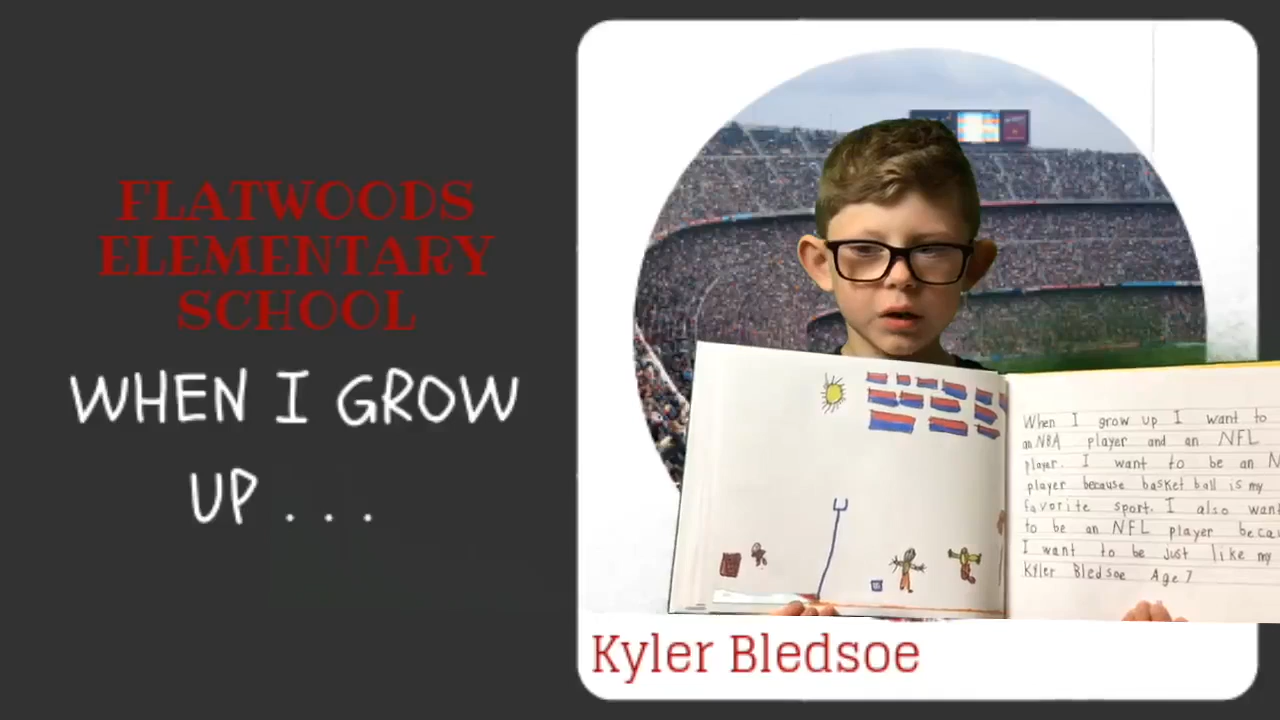 FLATWOODS
ELEMENTARY
SCHOOL
WHEN I GROW
UP...
When I grow up I want to
an NBA player and an NFL
player. I want to be an
player because basket ball is my
favorite sport. I also want
to be an NFL player
I want to be just like my
Kyler Bledsoe Age 7
Kyler Bledsoe